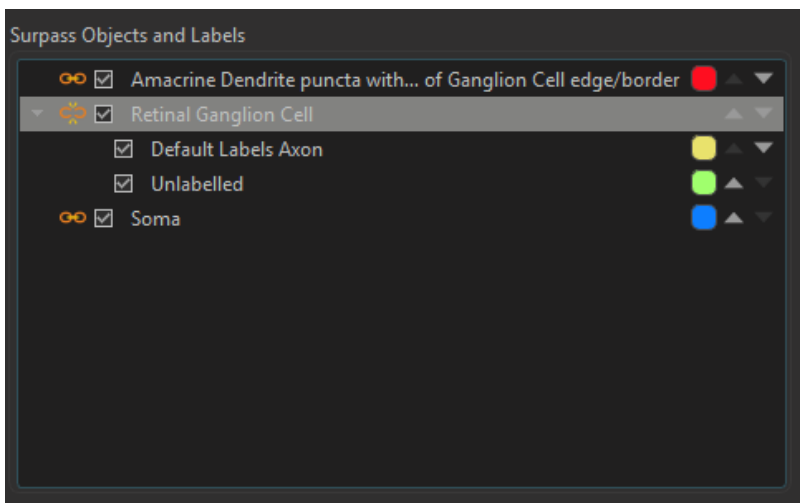 Surpass Objects and Labels
Amacrine Dendrite puncta with... of Ganglion Cell edge/border
Retinal Ganglion Cell
Default Labels Axon
Unlabelled
Soma